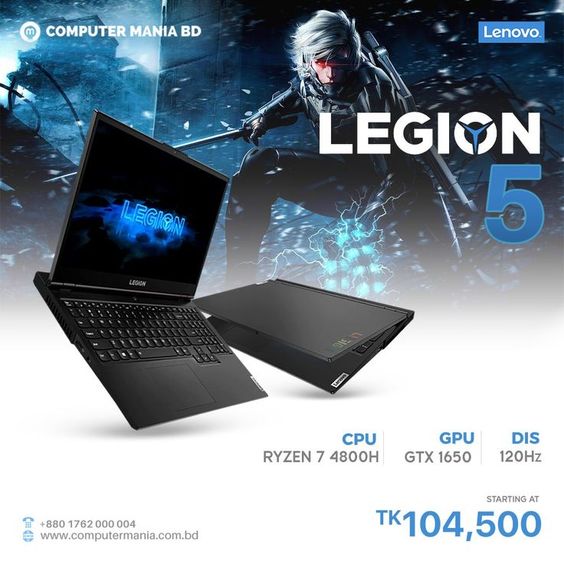 COMPUTER MANIA BD
Lenovo
LEGION
5
LEGION
LEGION
Lenovo
CPU
RYZEN 7 4800H
GPU
GTX 1650
DIS
120Hz
STARTING AT
TK104,500
+880 1762 000 004
www.computermania.com.bd